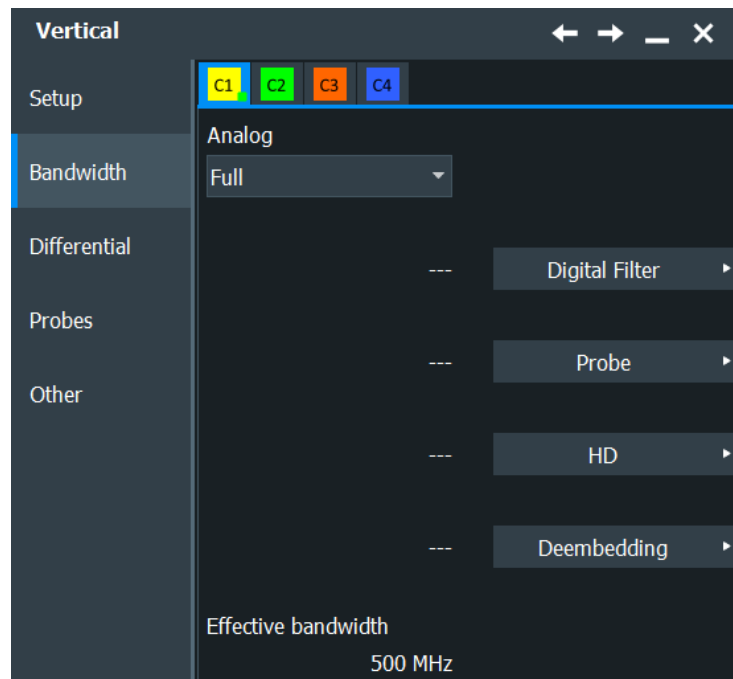 Vertical
Setup
Bandwidth
Differential
Probes
Other
C1 C2 C3 C4
Analog
Full
--- Digital Filter
--- Probe
--- HD
--- Deembedding
Effective bandwidth
500 MHz